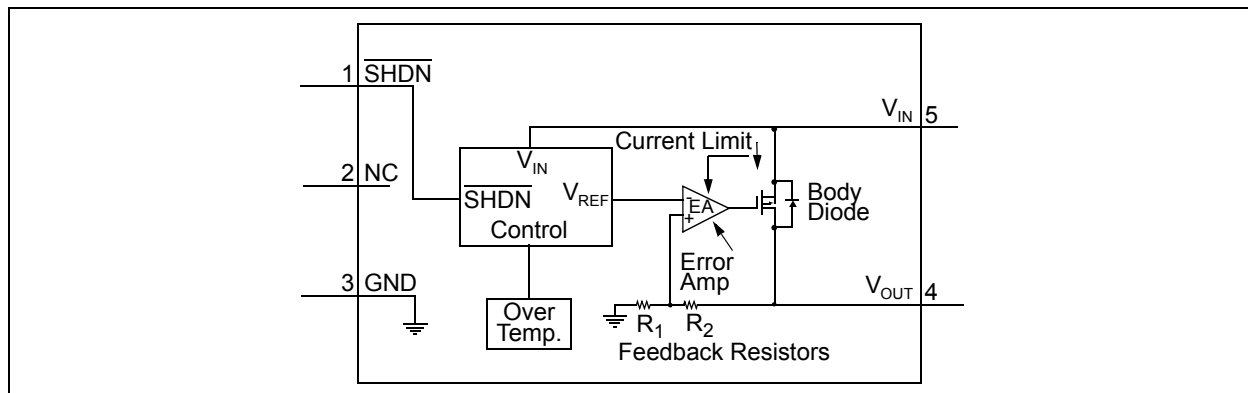 1 SHDN
2 NC
3 GND
V_IN 5
V_OUT 4
V_IN
SHDN
V_REF
Control
Over
Temp.
Current Limit
-
EA
+
Error
Amp
Body
Diode
R_1 R_2
Feedback Resistors